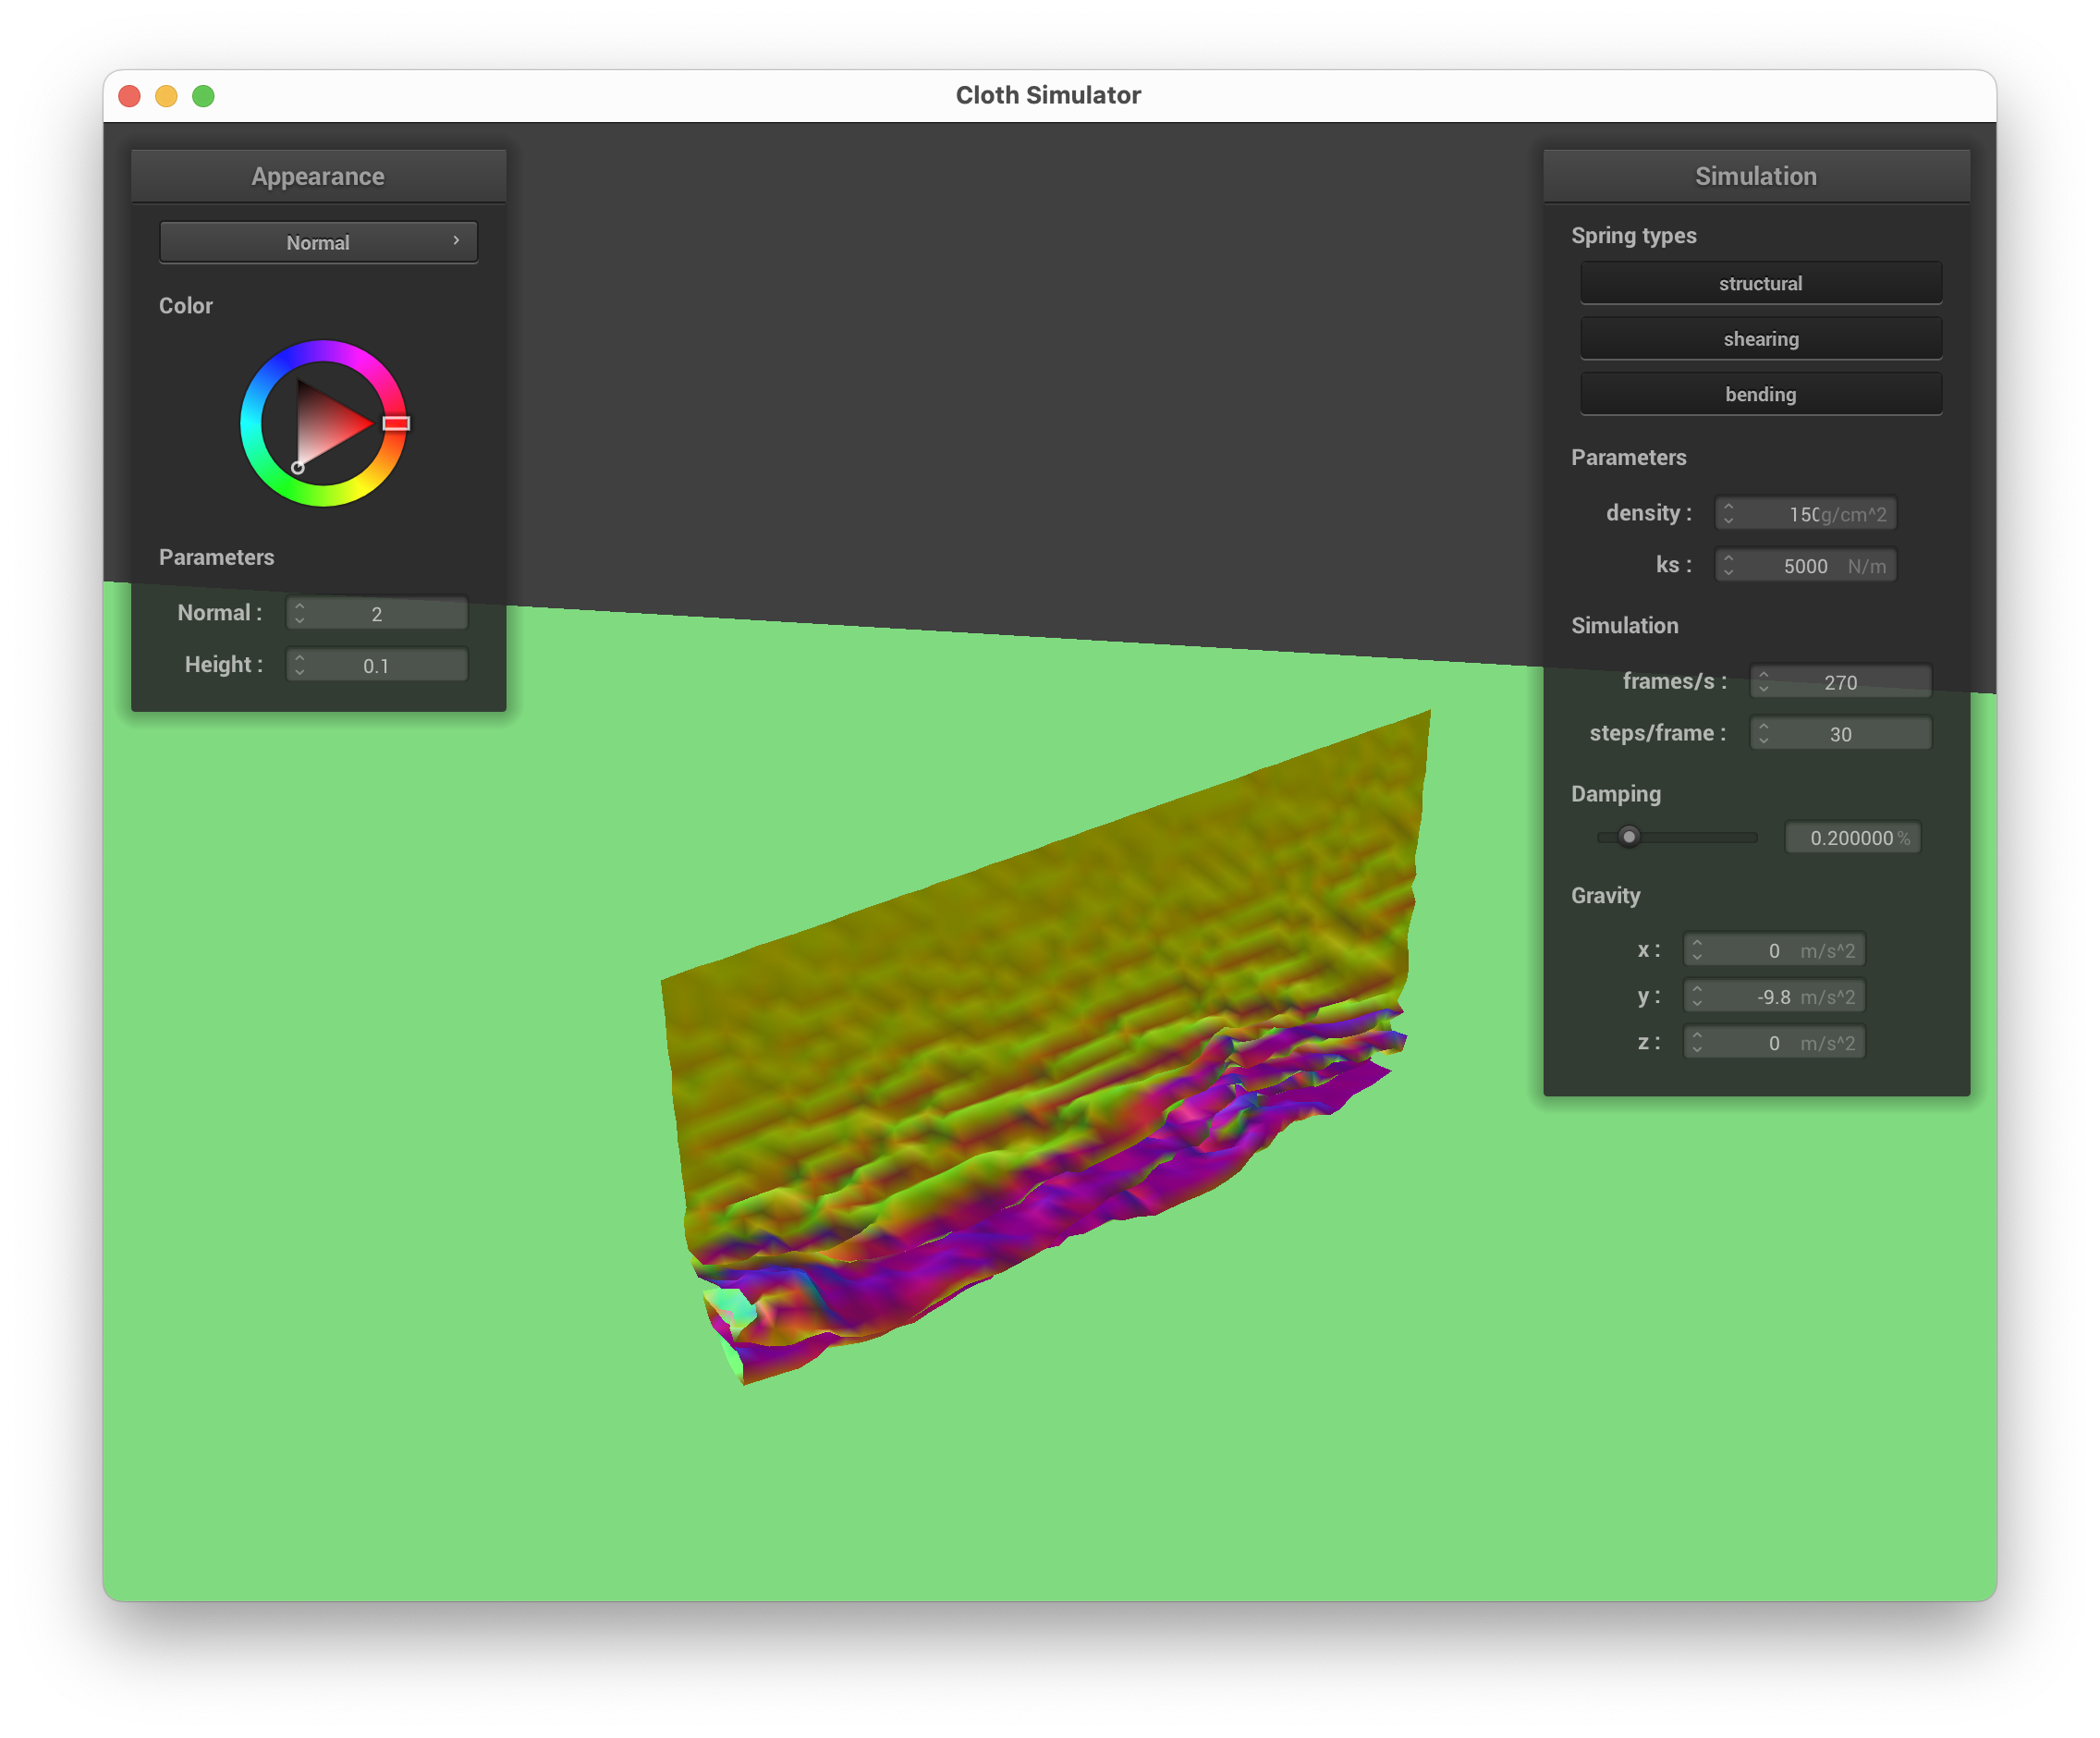 Cloth Simulator
Appearance
Normal
Color
Parameters
Normal :
2
Height :
0.1
Simulation
Spring types
structural
shearing
bending
Parameters
density :
150 g/cm^2
ks :
5000 N/m
Simulation
frames/s :
270
steps/frame :
30
Damping
0.200000 %
Gravity
x :
0 m/s^2
y :
-9.8 m/s^2
z :
0 m/s^2